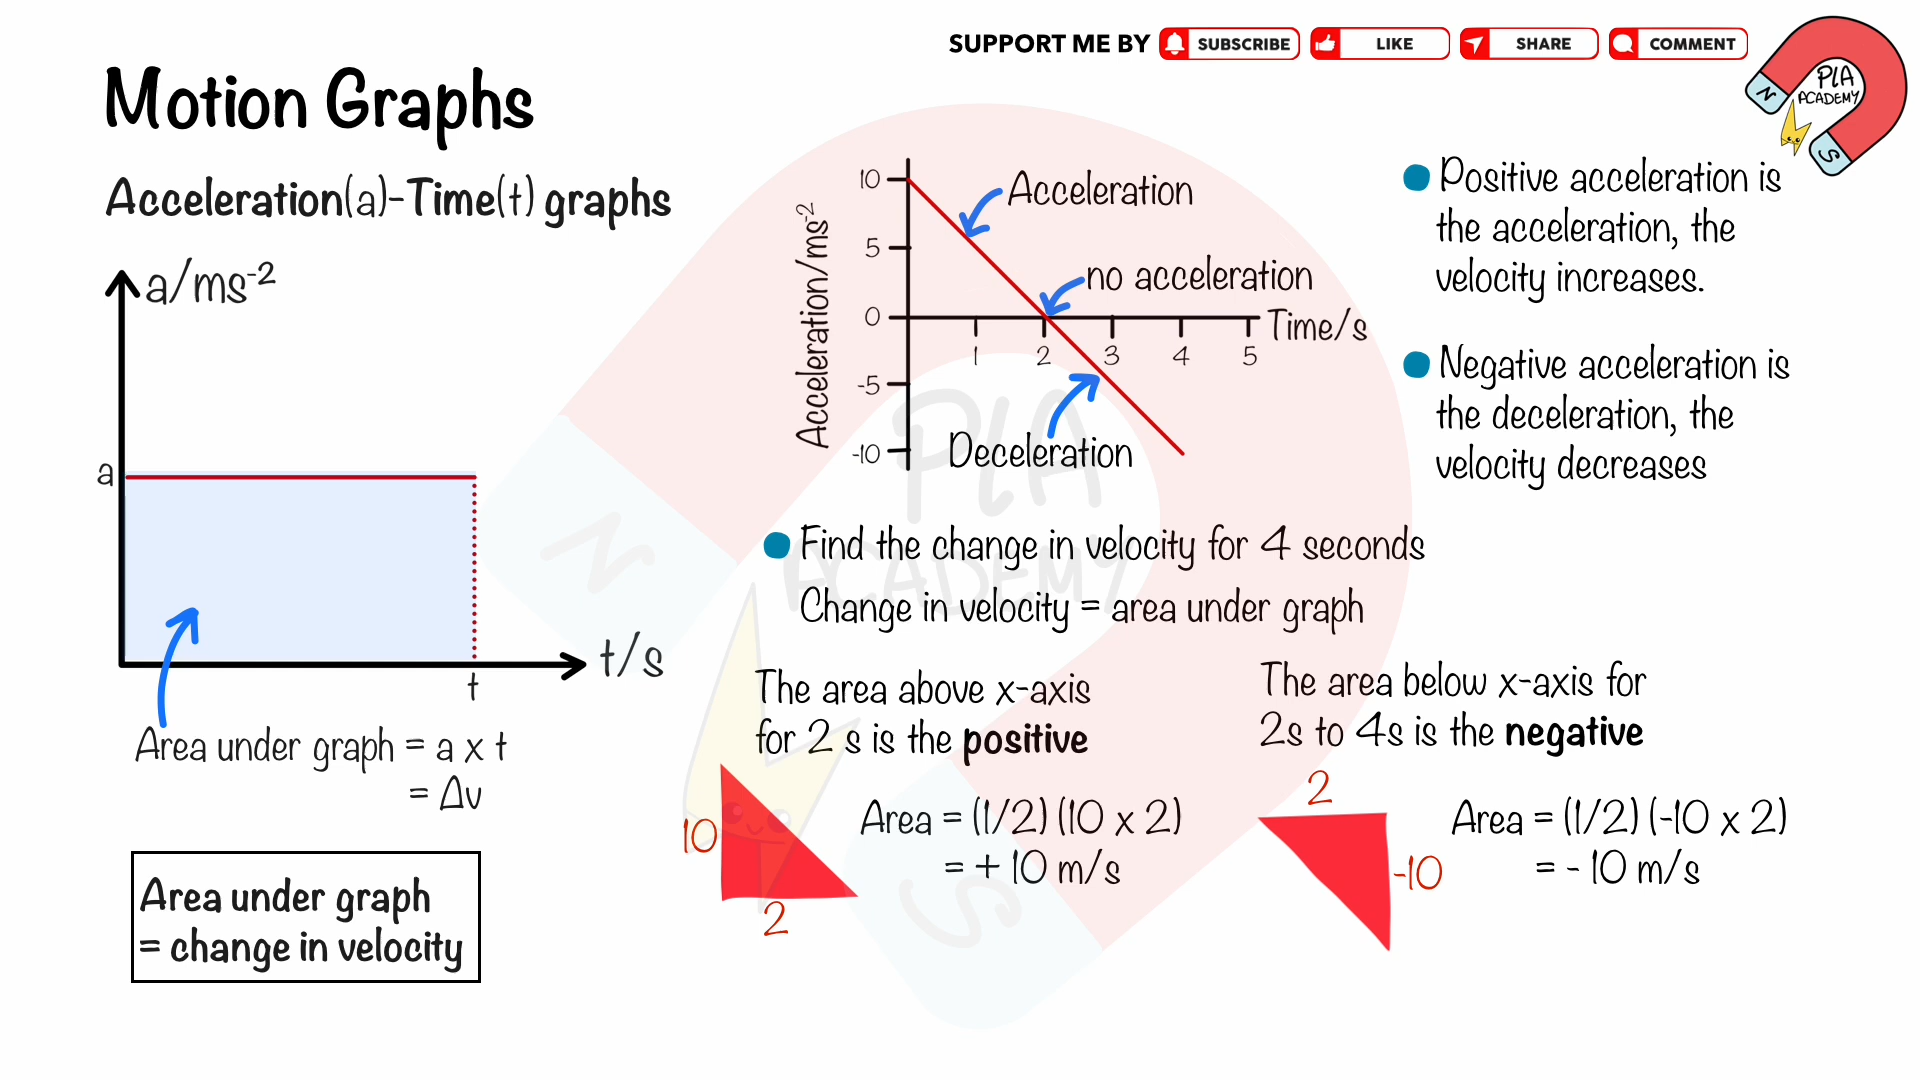 SUPPORT ME BY SUBSCRIBE LIKE SHARE COMMENT
PLA
ACADEMY
N
S
Motion Graphs
Acceleration(a)-Time(t) graphs
a/ms⁻²
a
t/s
t
Area under graph = a x t
= Δv
Area under graph
= change in velocity
Acceleration/ms⁻²
10
5
0
-5
-10
1 2 3 4 5
Time/s
Acceleration
no acceleration
Deceleration
Positive acceleration is
the acceleration, the
velocity increases.
Negative acceleration is
the deceleration, the
velocity decreases
Find the change in velocity for 4 seconds
Change in velocity = area under graph
The area above x-axis
for 2 s is the positive
10
2
Area = (1/2) (10 x 2)
= + 10 m/s
The area below x-axis for
2s to 4s is the negative
2
-10
Area = (1/2) (-10 x 2)
= - 10 m/s
PLA
ACADEMY
N
S